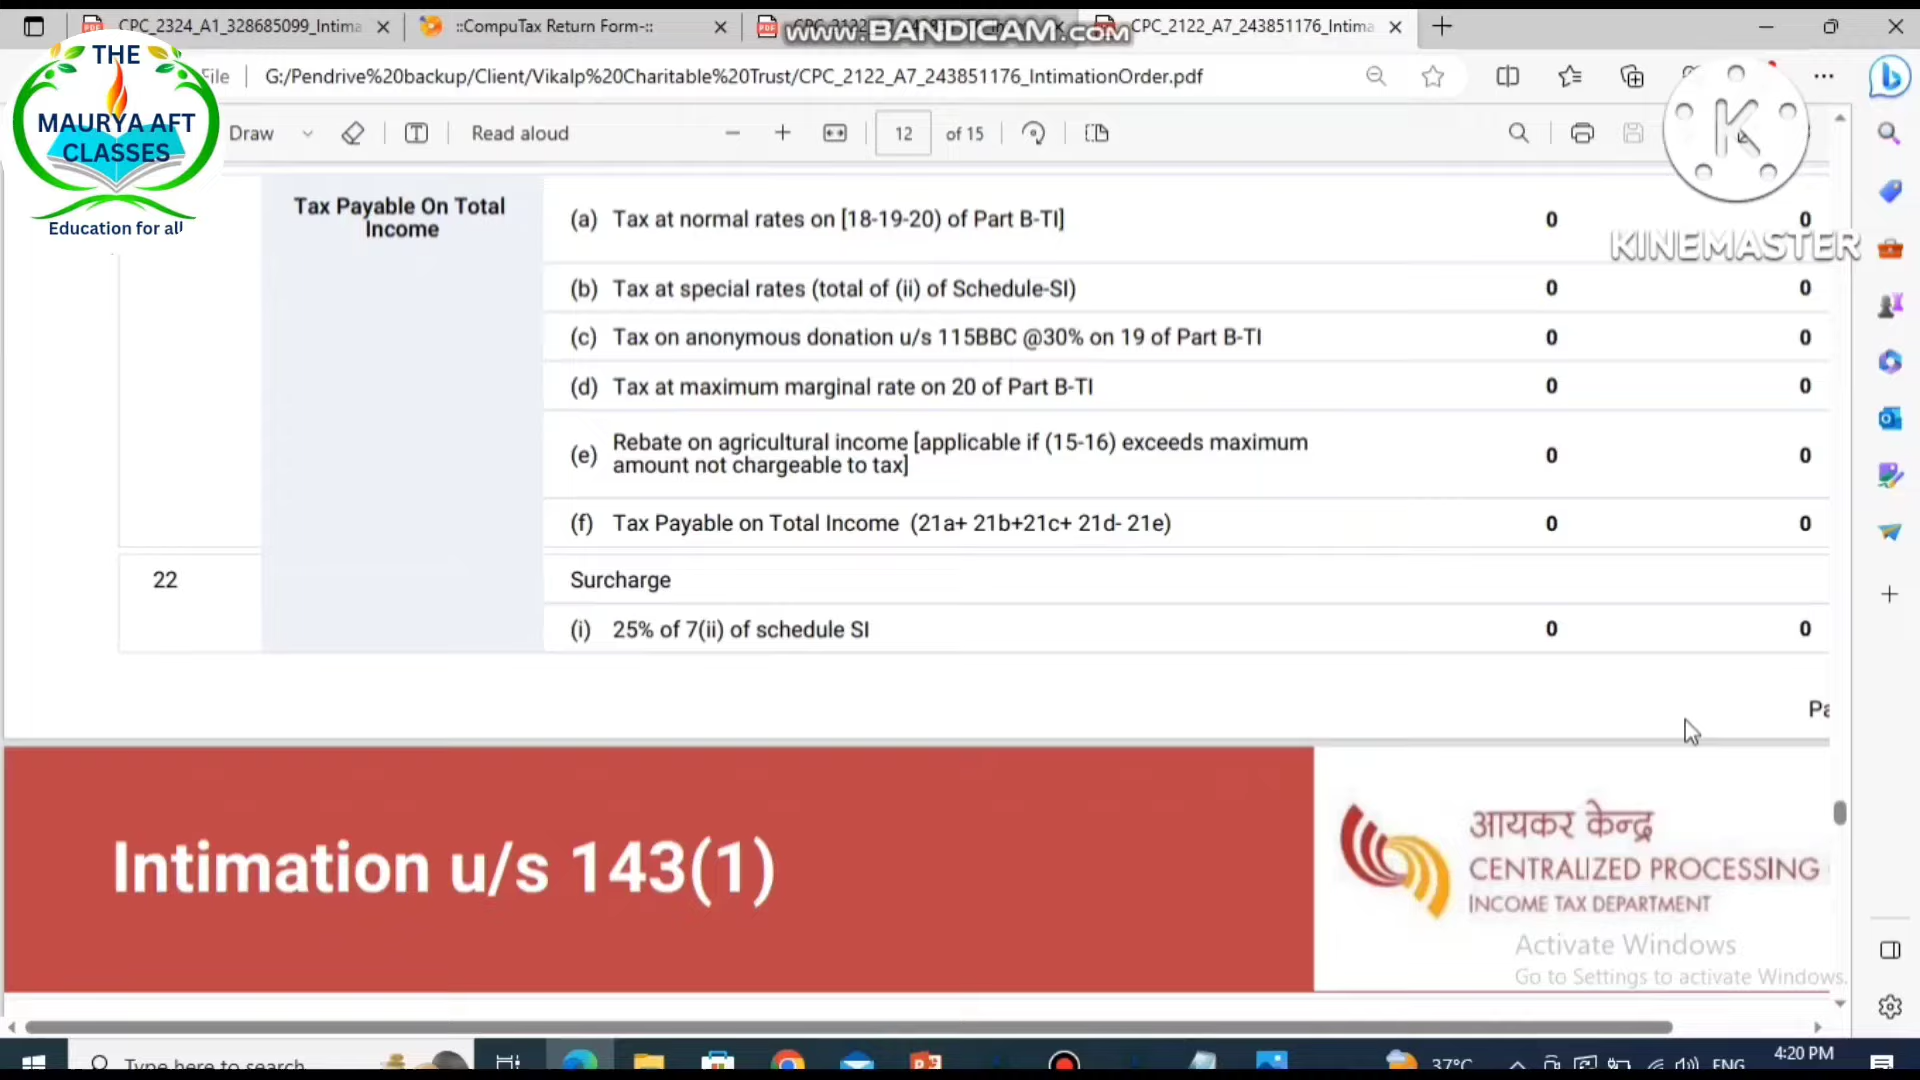 CPC_2324_A1_328685099_Intima
::CompuTax Return Form-::
CPC_2122_A7_243851176_Intima
www.BANDICAM.com
THE
MAURYA AFT
CLASSES
Education for all
File
G:/Pendrive%20backup/Client/Vikalp%20Charitable%20Trust/CPC_2122_A7_243851176_IntimationOrder.pdf
Draw
Read aloud
12 of 15
K
KINEMASTER
Tax Payable On Total
Income
(a) Tax at normal rates on [18-19-20) of Part B-TI] 0 0
(b) Tax at special rates (total of (ii) of Schedule-SI) 0 0
(c) Tax on anonymous donation u/s 115BBC @30% on 19 of Part B-TI 0 0
(d) Tax at maximum marginal rate on 20 of Part B-TI 0 0
(e) Rebate on agricultural income [applicable if (15-16) exceeds maximum
amount not chargeable to tax] 0 0
(f) Tax Payable on Total Income (21a+ 21b+21c+ 21d- 21e) 0 0
22 Surcharge
(i) 25% of 7(ii) of schedule SI 0 0
Pa
Intimation u/s 143(1)
आयकर केन्द्र
CENTRALIZED PROCESSING
INCOME TAX DEPARTMENT
Activate Windows
Go to Settings to activate Windows.
Type here to search
37°C
ENG
4:20 PM